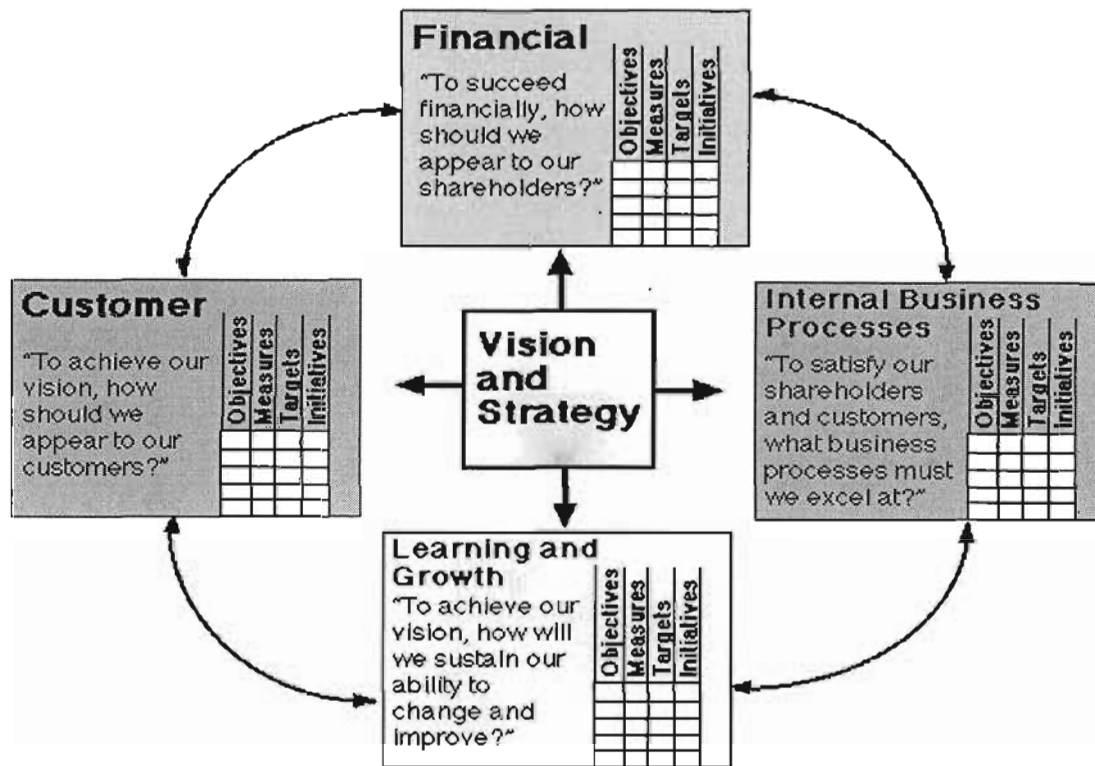 Financial
"To succeed
financially, how
should we
appear to our
shareholders?"
Objectives
Measures
Targets
Initiatives
Customer
"To achieve our
vision, how
should we
appear to our
customers?"
Objectives
Measures
Targets
Initiatives
Vision
and
Strategy
Internal Business
Processes
"To satisfy our
shareholders
and customers,
what business
processes must
we excel at?"
Objectives
Measures
Targets
Initiatives
Learning and
Growth
"To achieve our
vision, how will
we sustain our
ability to
change and
improve?"
Objectives
Measures
Targets
Initiatives